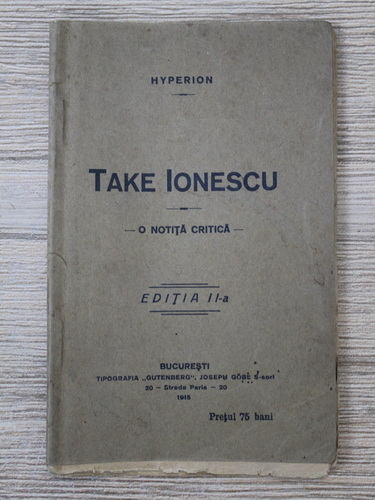 HYPERION
TAKE IONESCU
— O NOTIȚĂ CRITICĂ —
EDIȚIA II-a
BUCUREȘTI
TIPOGRAFIA „GUTENBERG", JOSEPH GÖBL S-sori
20 — Strada Paris — 20
1915
Prețul 75 bani